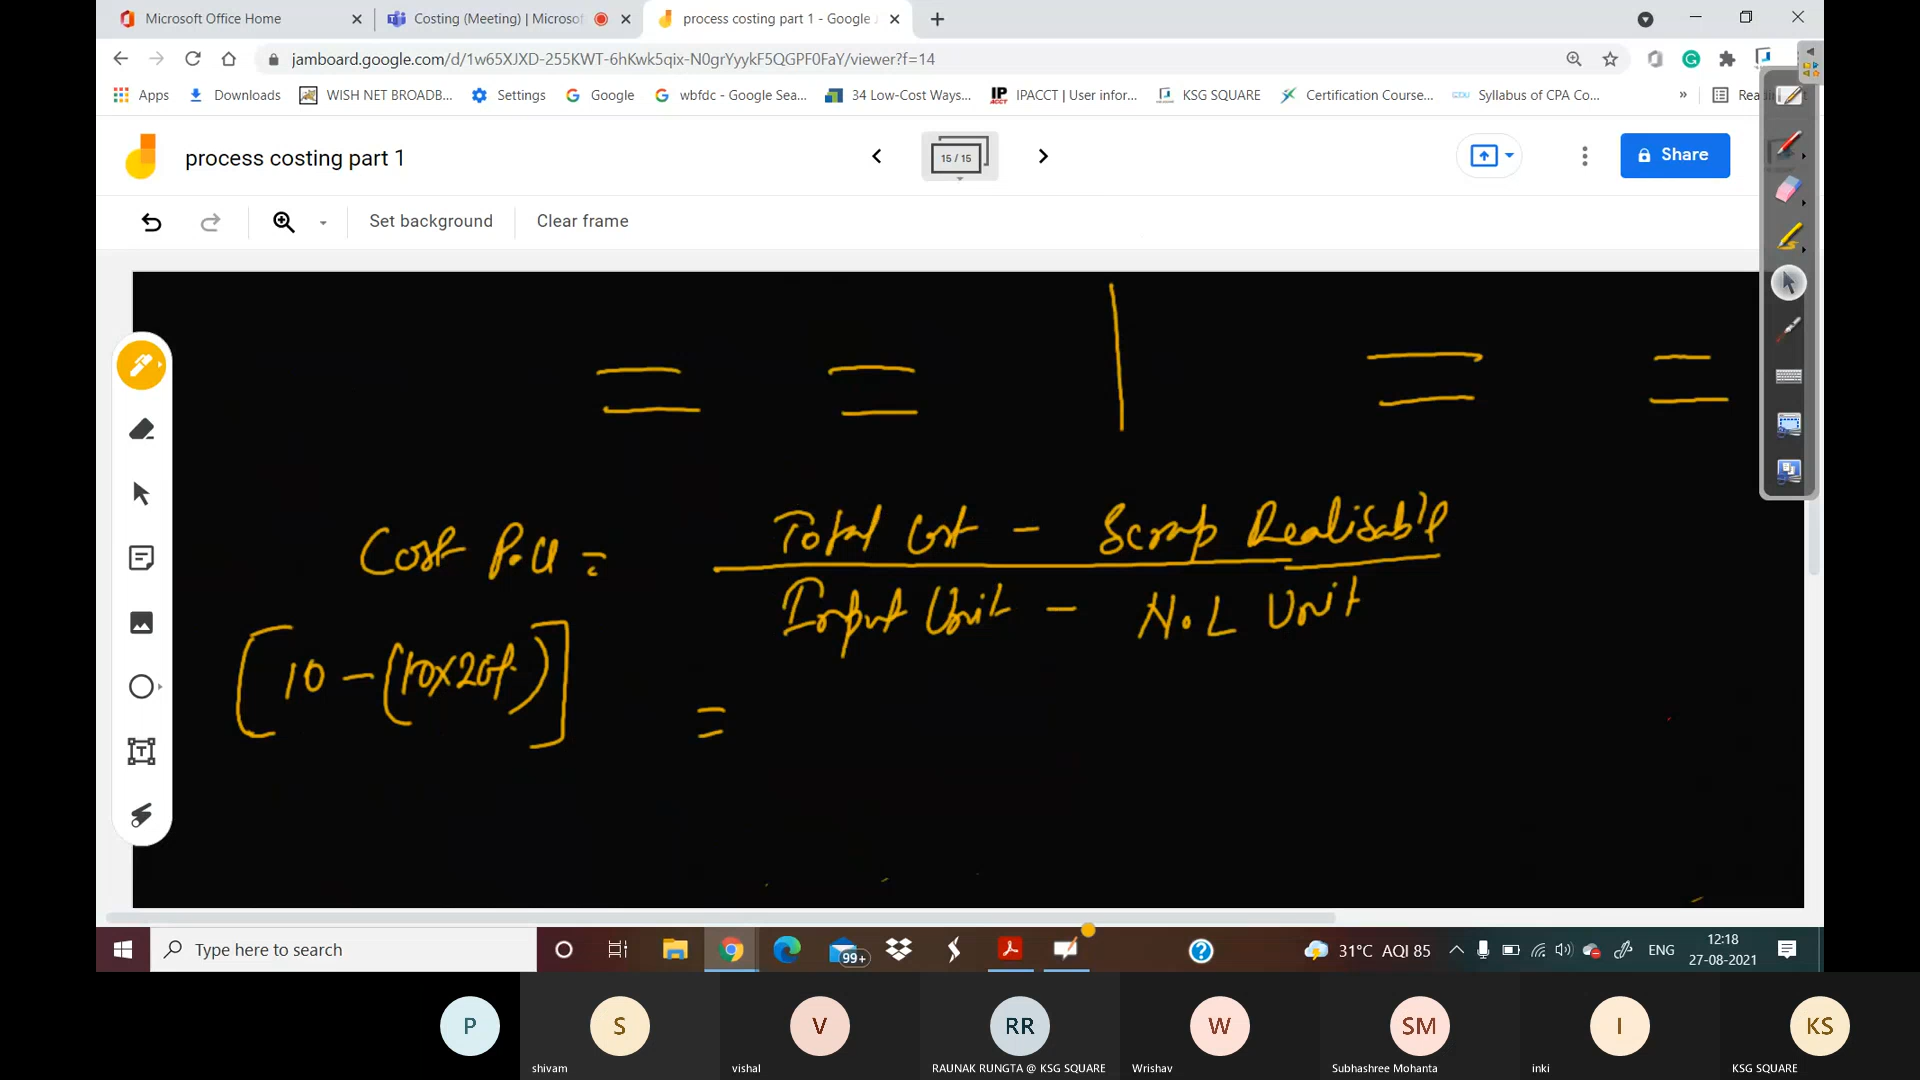 Microsoft Office Home
Costing (Meeting) | Microsof
process costing part 1 - Google J
jamboard.google.com/d/1w65XJXD-255KWT-6hKwk5qix-N0grYyykF5QGPF0FaY/viewer?f=14
Apps Downloads WISH NET BROADB... Settings Google wbfdc - Google Sea... 34 Low-Cost Ways... IP ACCT IPACCT | User infor... KSG SQUARE Certification Course... CDU Syllabus of CPA Co... »
process costing part 1
15 / 15
Share
Set background Clear frame
Cost P.U = Total Cost - Scrap Realisable
Input Unit - N.L Unit
[10 - (10x20%)]
=
Type here to search
99+
31°C AQI 85
ENG
12:18
27-08-2021
P S V RR W SM I KS
shivam vishal RAUNAK RUNGTA @ KSG SQUARE Wrishav Subhashree Mohanta inki KSG SQUARE